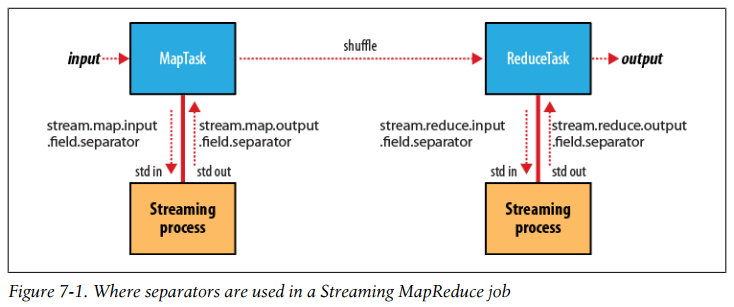 input
MapTask
shuffle
ReduceTask
output
stream.map.input
.field.separator
stream.map.output
.field.separator
stream.reduce.input
.field.separator
stream.reduce.output
.field.separator
std in
std out
std in
std out
Streaming
process
Streaming
process
Figure 7-1. Where separators are used in a Streaming MapReduce job